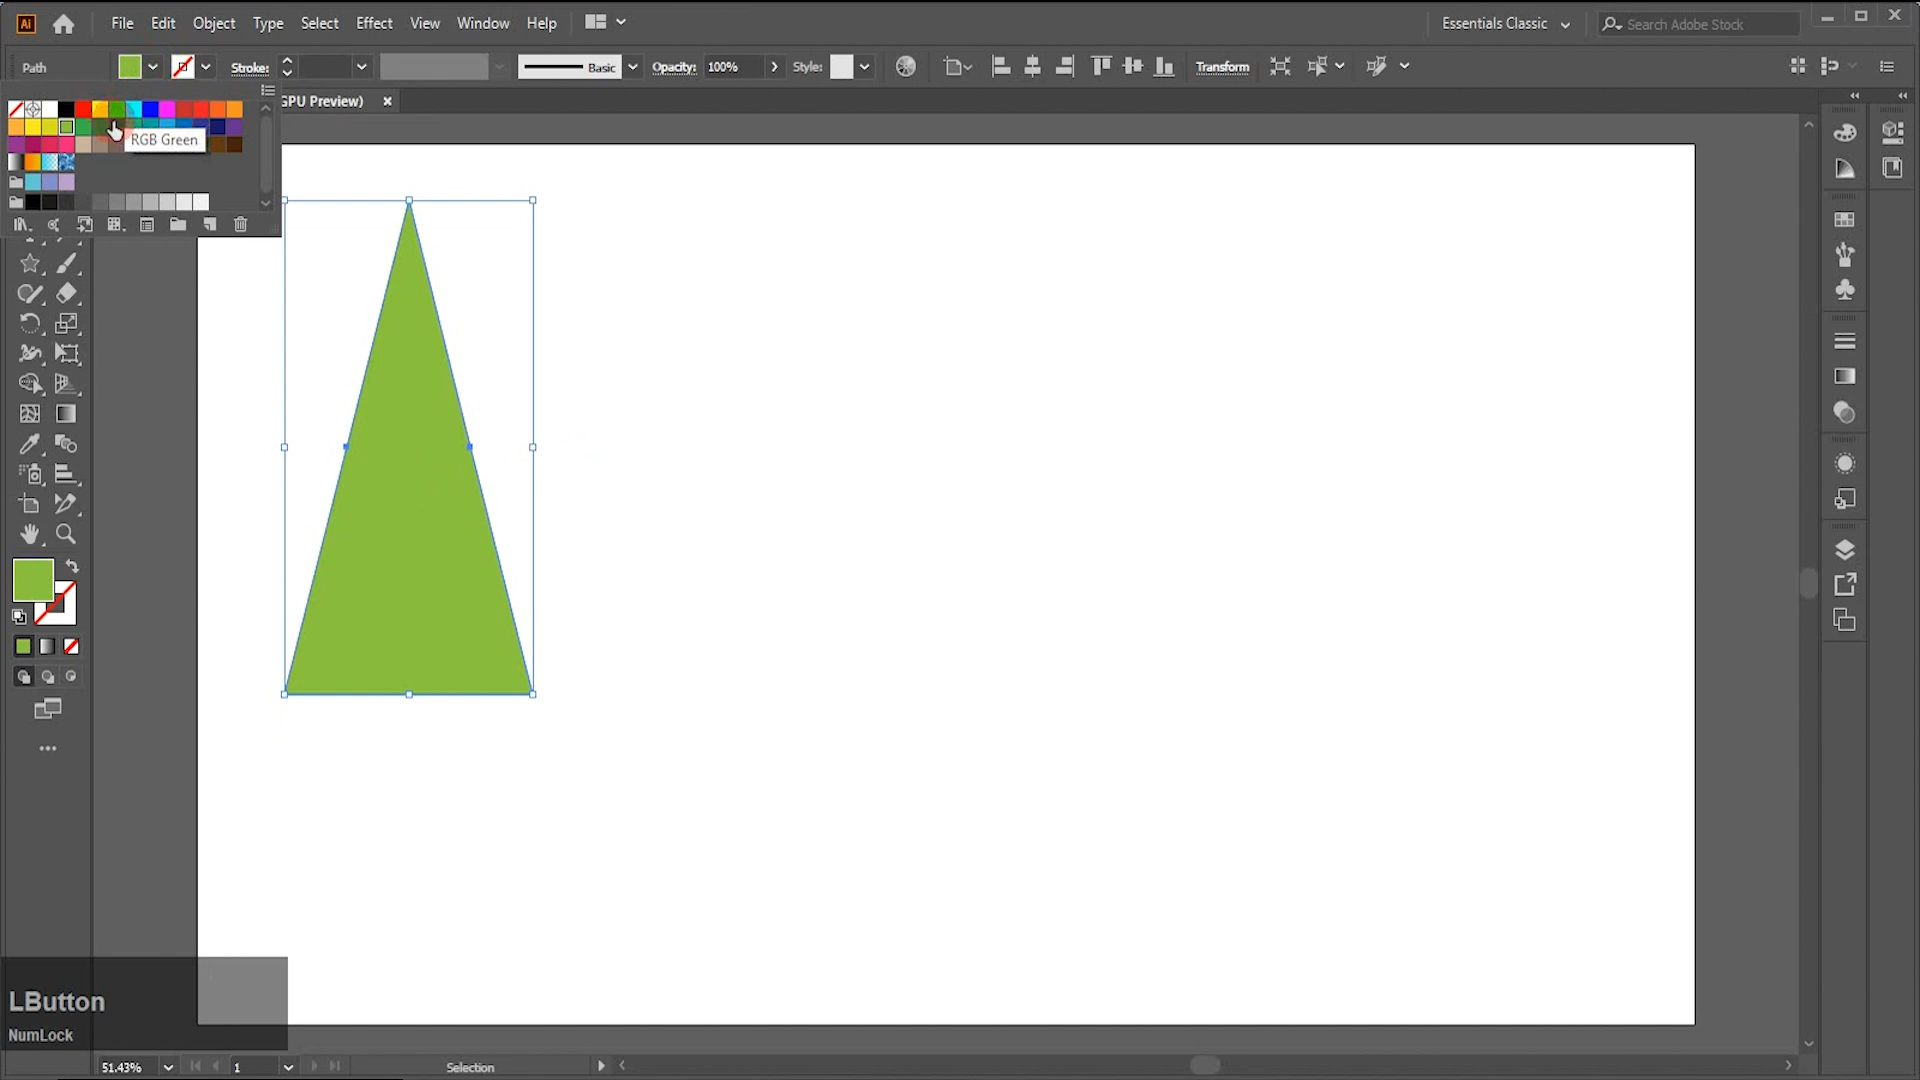 Ai File Edit Object Type Select Effect View Window Help Essentials Classic Search Adobe Stock
Path Stroke: Basic Opacity: 100% Style: Transform
GPU Preview) ×
RGB Green
LButton
NumLock
51.43% 1 Selection